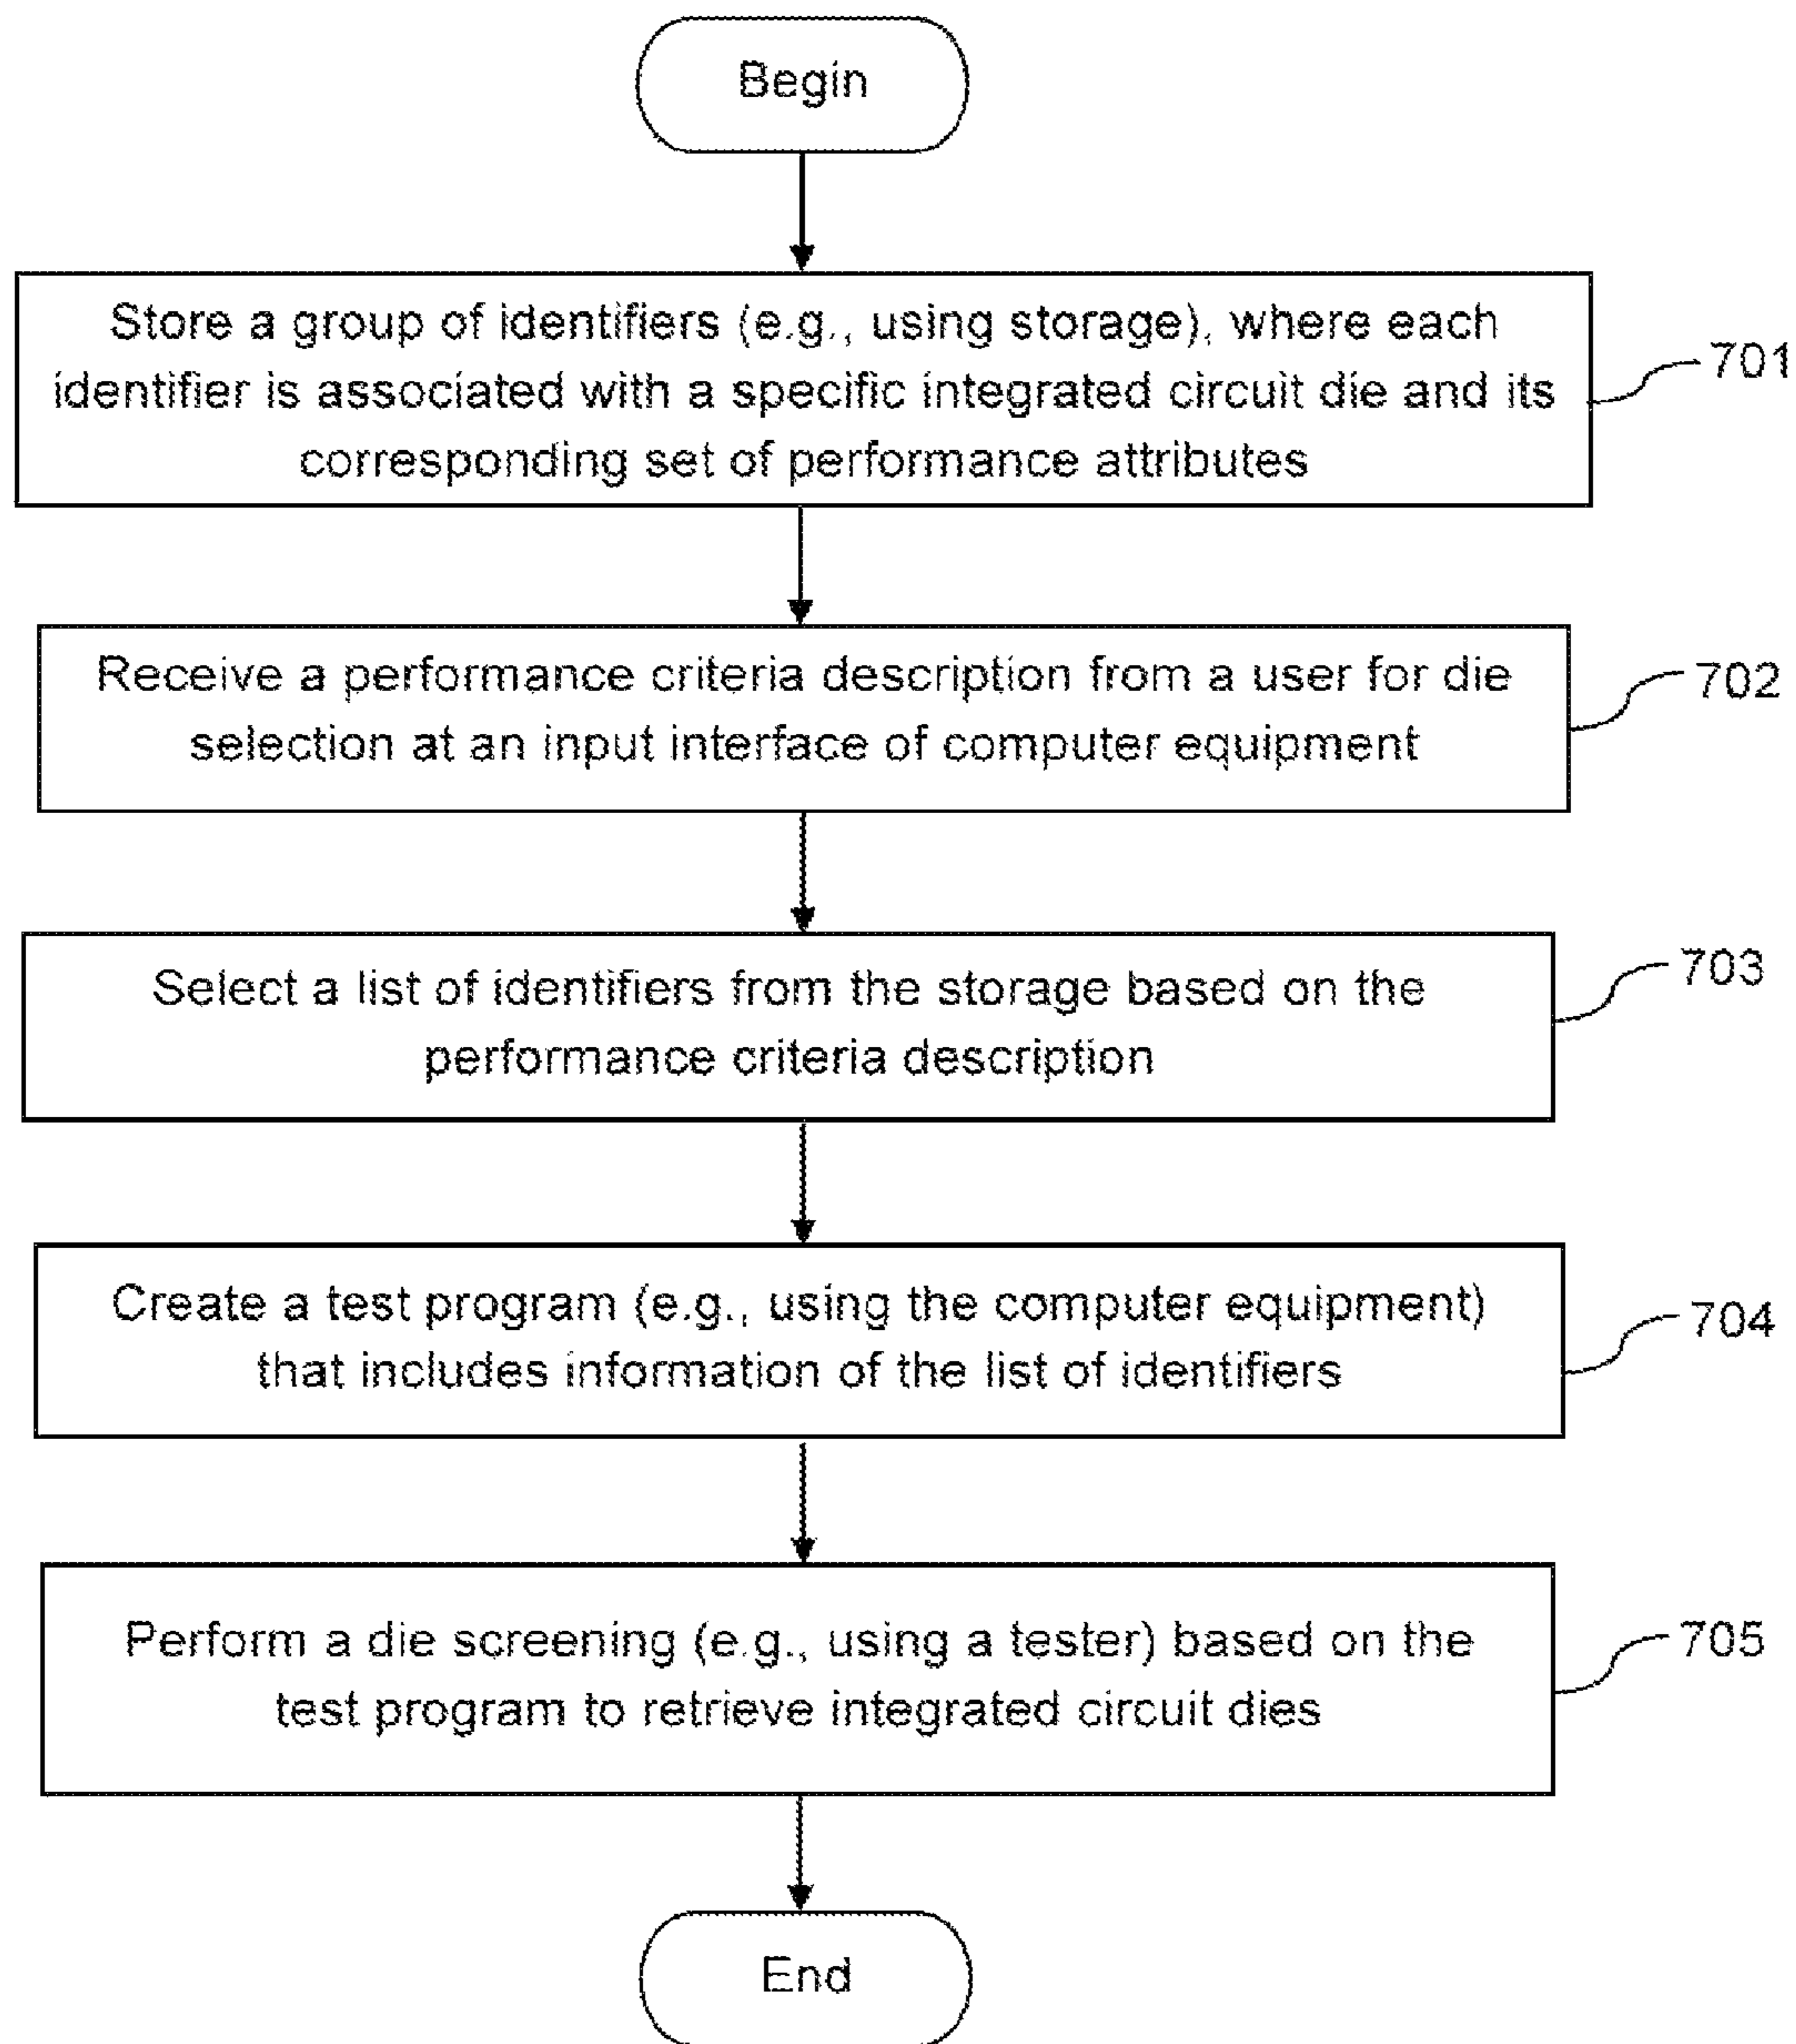 Begin
Store a group of identifiers (e.g., using storage), where each
identifier is associated with a specific integrated circuit die and its
corresponding set of performance attributes
701
Receive a performance criteria description from a user for die
selection at an input interface of computer equipment
702
Select a list of identifiers from the storage based on the
performance criteria description
703
Create a test program (e.g., using the computer equipment)
that includes information of the list of identifiers
704
Perform a die screening (e.g., using a tester) based on the
test program to retrieve integrated circuit dies
705
End